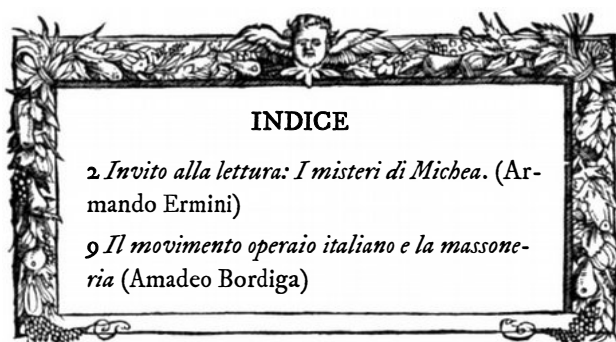 INDICE
2 Invito alla lettura: I misteri di Michea. (Ar-
mando Ermini)
9 Il movimento operaio italiano e la massone-
ria (Amadeo Bordiga)